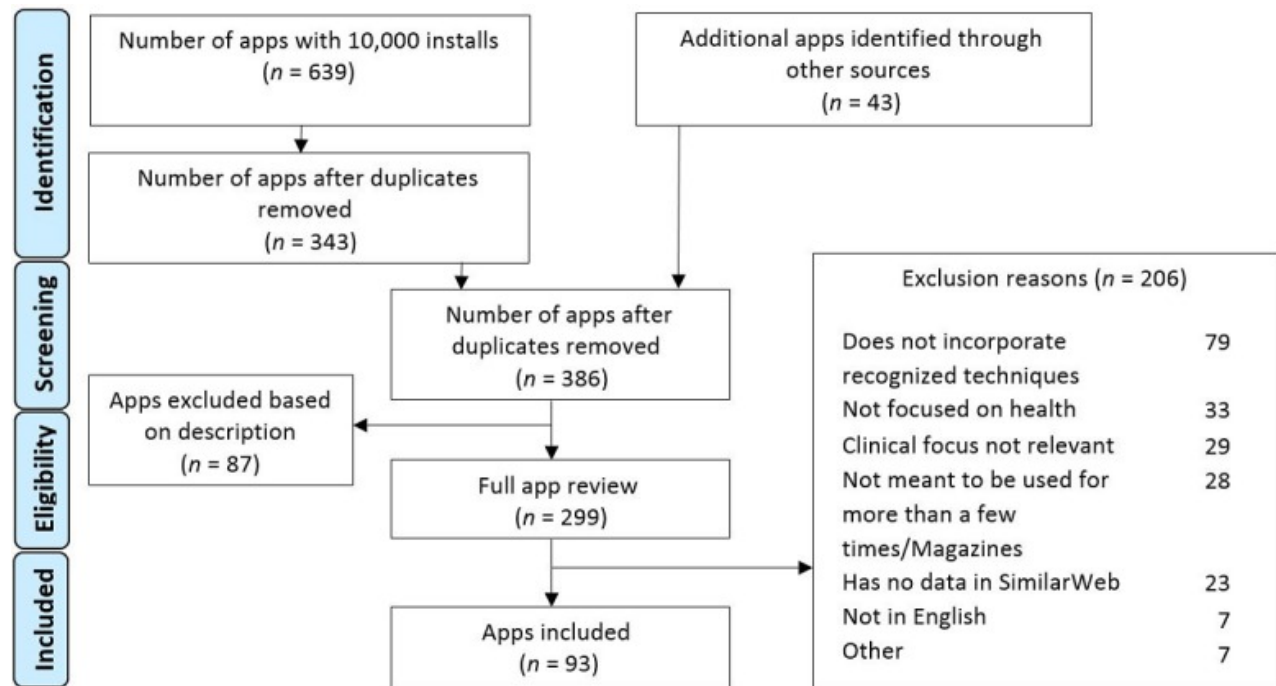 Identification
Number of apps with 10,000 installs
(n = 639)
Additional apps identified through
other sources
(n = 43)
Number of apps after duplicates
removed
(n = 343)
Screening
Number of apps after
duplicates removed
(n = 386)
Apps excluded based
on description
(n = 87)
Eligibility
Full app review
(n = 299)
Exclusion reasons (n = 206)
Does not incorporate 79
recognized techniques
Not focused on health 33
Clinical focus not relevant 29
Not meant to be used for 28
more than a few
times/Magazines
Has no data in SimilarWeb 23
Not in English 7
Other 7
Included
Apps included
(n = 93)